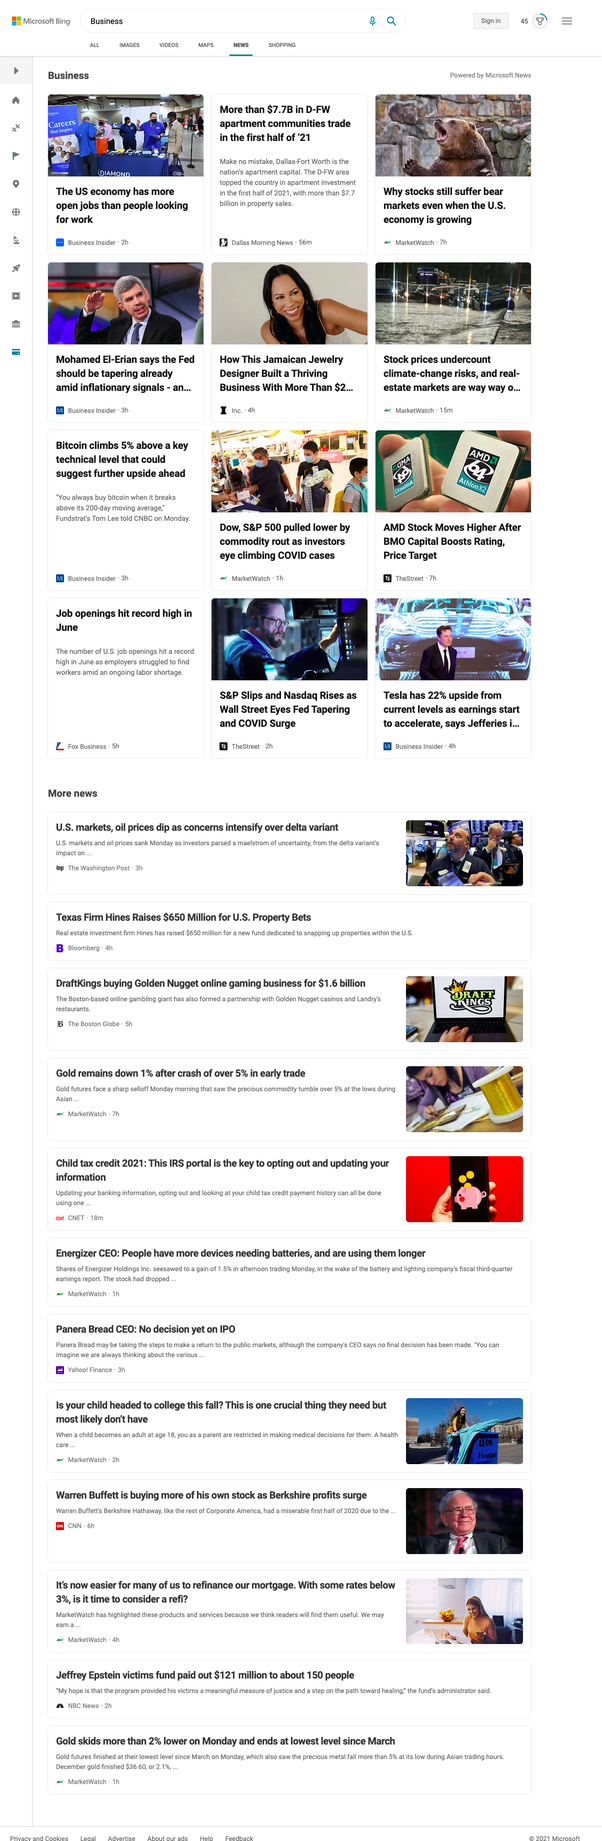 Microsoft Bing
Business
Sign in
45
ALL IMAGES VIDEOS MAPS NEWS SHOPPING
Business
Powered by Microsoft News
Careers
DIAMOND
The US economy has more
open jobs than people looking
for work
Business Insider · 2h
More than $7.7B in D-FW
apartment communities trade
in the first half of '21
Make no mistake, Dallas-Fort Worth is the
nation's apartment capital. The D-FW area
topped the country in apartment investment
in the first half of 2021, with more than $7.7
billion in property sales.
Dallas Morning News · 56m
Why stocks still suffer bear
markets even when the U.S.
economy is growing
MarketWatch · 7h
Mohamed El-Erian says the Fed
should be tapering already
amid inflationary signals - an...
Business Insider · 3h
How This Jamaican Jewelry
Designer Built a Thriving
Business With More Than $2...
Inc. · 4h
Stock prices undercount
climate-change risks, and real-
estate markets are way way o...
MarketWatch · 15m
Bitcoin climbs 5% above a key
technical level that could
suggest further upside ahead
"You always buy bitcoin when it breaks
above its 200-day moving average,"
Fundstrat's Tom Lee told CNBC on Monday.
Business Insider · 3h
Dow, S&P 500 pulled lower by
commodity rout as investors
eye climbing COVID cases
MarketWatch · 1h
AMD
64
Athlon X2
AMD Stock Moves Higher After
BMO Capital Boosts Rating,
Price Target
TheStreet · 7h
Job openings hit record high in
June
The number of U.S. job openings hit a record
high in June as employers struggled to find
workers amid an ongoing labor shortage.
Fox Business · 5h
S&P Slips and Nasdaq Rises as
Wall Street Eyes Fed Tapering
and COVID Surge
TheStreet · 2h
Tesla has 22% upside from
current levels as earnings start
to accelerate, says Jefferies i...
Business Insider · 4h
More news
U.S. markets, oil prices dip as concerns intensify over delta variant
U.S. markets and oil prices sank Monday as investors parsed a maelstrom of uncertainty, from the delta variant's
impact on ...
The Washington Post · 3h
Texas Firm Hines Raises $650 Million for U.S. Property Bets
Real estate investment firm Hines has raised $650 million for a new fund dedicated to snapping up properties within the U.S.
Bloomberg · 4h
DraftKings buying Golden Nugget online gaming business for $1.6 billion
The Boston-based online gambling giant has also formed a partnership with Golden Nugget casinos and Landry's
restaurants.
The Boston Globe · 5h
DRAFT
KINGS
Gold remains down 1% after crash of over 5% in early trade
Gold futures face a sharp selloff Monday morning that saw the precious commodity tumble over 5% at the lows during
Asian ...
MarketWatch · 7h
Child tax credit 2021: This IRS portal is the key to opting out and updating your
information
Updating your banking information, opting out and looking at your child tax credit payment history can all be done
using one ...
CNET · 18m
Energizer CEO: People have more devices needing batteries, and are using them longer
Shares of Energizer Holdings Inc. seesawed to a gain of 1.5% in afternoon trading Monday, in the wake of the battery and lighting company's fiscal third-quarter
earnings report. The stock had dropped ...
MarketWatch · 1h
Panera Bread CEO: No decision yet on IPO
Panera Bread may be taking the steps to make a return to the public markets, although the company's CEO says no final decision has been made. "You can
imagine we are always thinking about the various ...
Yahoo! Finance · 3h
Is your child headed to college this fall? This is one crucial thing they need but
most likely don't have
When a child becomes an adult at age 18, you as a parent are restricted in making medical decisions for them. A health
care ...
MarketWatch · 2h
Warren Buffett is buying more of his own stock as Berkshire profits surge
Warren Buffett's Berkshire Hathaway, like the rest of Corporate America, had a miserable first half of 2020 due to the ...
CNN · 6h
It's now easier for many of us to refinance our mortgage. With some rates below
3%, is it time to consider a refi?
MarketWatch has highlighted these products and services because we think readers will find them useful. We may
earn a ...
MarketWatch · 4h
Jeffrey Epstein victims fund paid out $121 million to about 150 people
"My hope is that the program provided his victims a meaningful measure of justice and a step on the path toward healing," the fund's administrator said.
NBC News · 2h
Gold skids more than 2% lower on Monday and ends at lowest level since March
Gold futures finished at their lowest level since March on Monday, which also saw the precious metal fall more than 5% at its low during Asian trading hours.
December gold finished $36.60, or 2.1%, ...
MarketWatch · 1h
Privacy and Cookies Legal Advertise About our ads Help Feedback © 2021 Microsoft